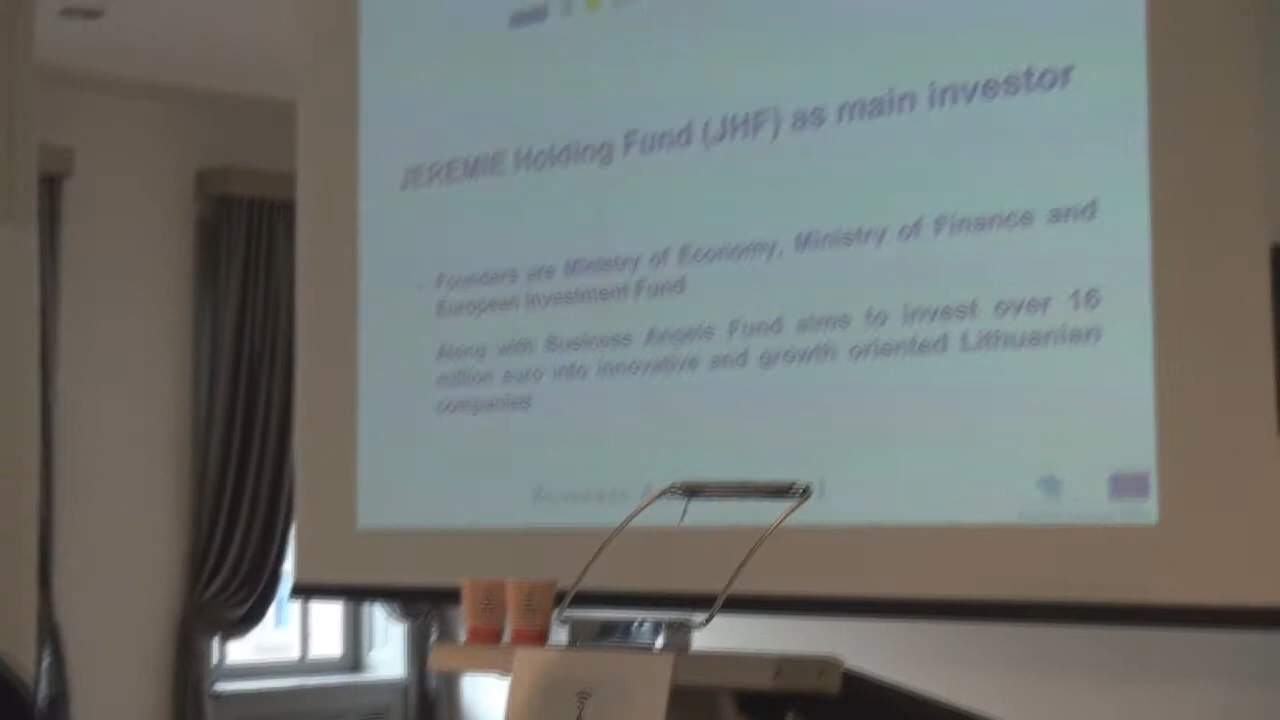 JEREMIE Holding Fund (JHF) as main investor
Founders are Ministry of Economy, Ministry of Finance and
European Investment Fund
Along with Business Angels Fund aims to invest over 16
million euro into innovative and growth oriented Lithuanian
companies